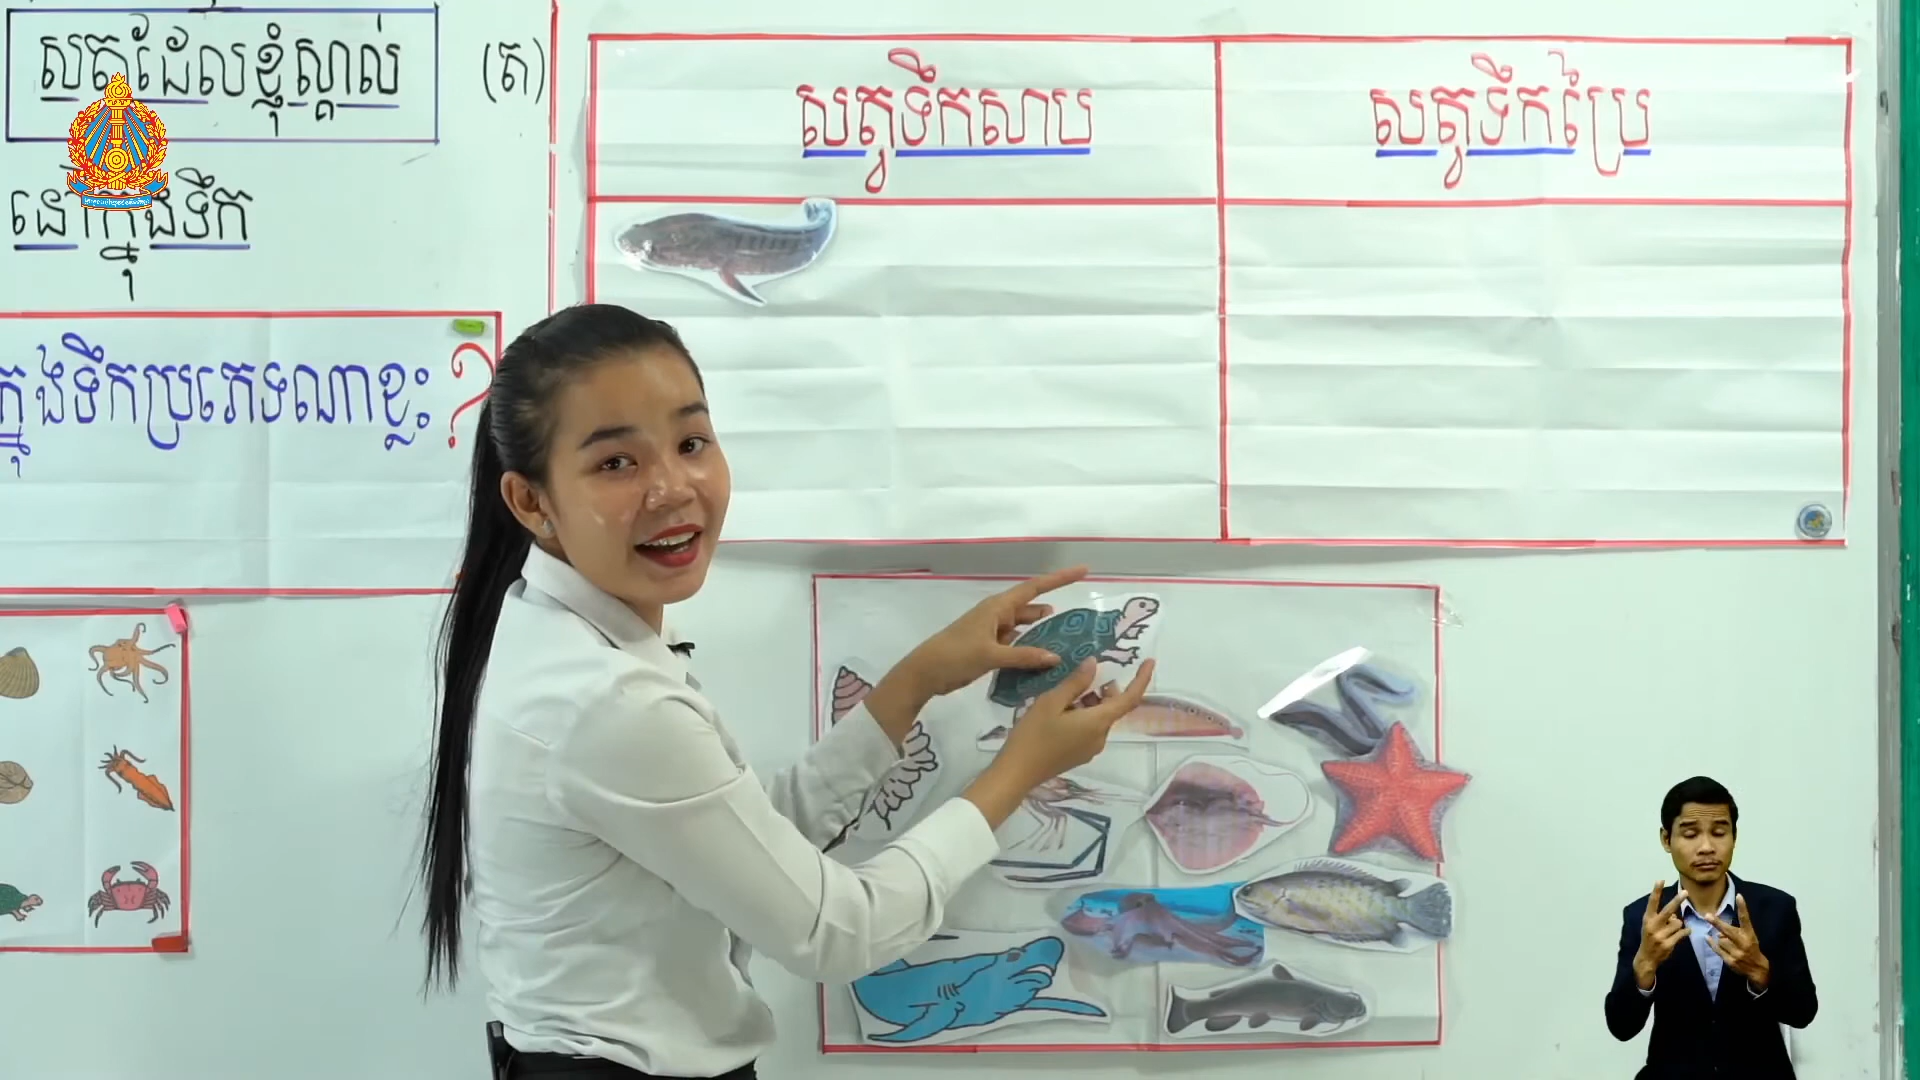 សត្វដែលខ្ញុំស្គាល់ (ត)
នៅក្នុងទឹក
ក្នុងទឹកប្រភេទណាខ្លះ?
សត្វទឹកសាប
សត្វទឹកប្រៃ